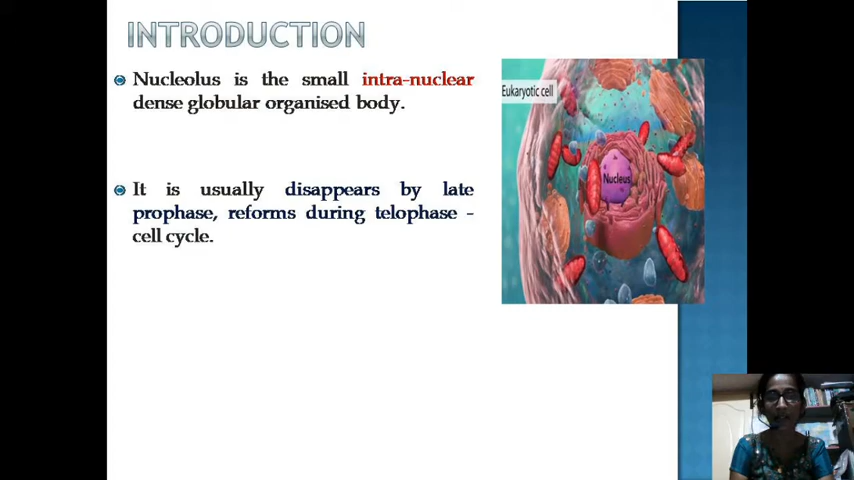 INTRODUCTION
Nucleolus is the small intra-nuclear
dense globular organised body.
It is usually disappears by late
prophase, reforms during telophase -
cell cycle.
Eukaryotic cell
Nucleus